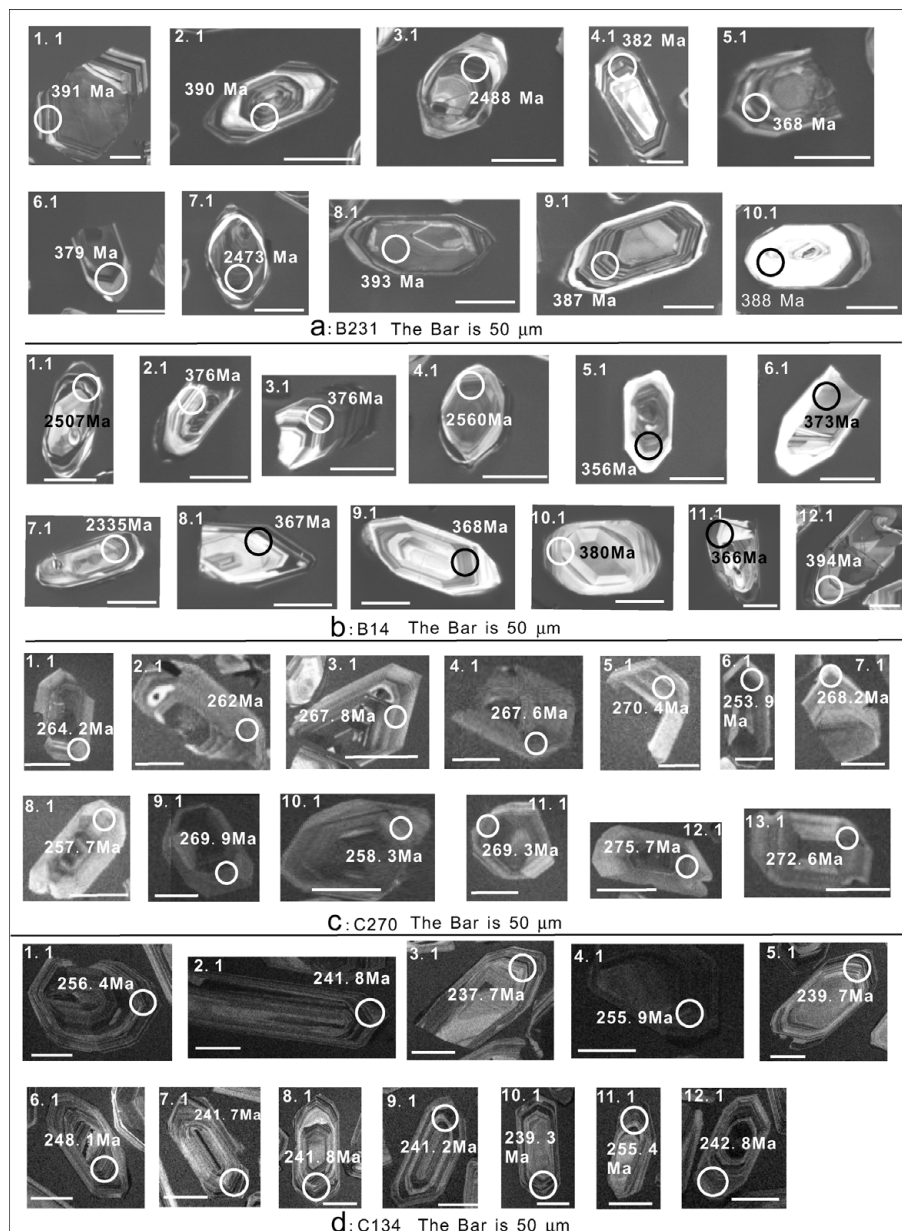 1. 1
391 Ma
2.1
390 Ma
3.1
2488 Ma
4.1
382 Ma
5.1
368 Ma
6.1
379 Ma
7.1
2473 Ma
8.1
393 Ma
9.1
387 Ma
10.1
388 Ma
a:B231 The Bar is 50 μm
1.1
2507Ma
2.1
376Ma
3.1
376Ma
4.1
2560Ma
5.1
356Ma
6.1
373Ma
7.1
2335Ma
8.1
367Ma
9.1
368Ma
10.1
380Ma
11.1
366Ma
12.1
394Ma
b:B14 The Bar is 50 μm
1. 1
264. 2Ma
2. 1
262Ma
3. 1
267. 8Ma
4. 1
267. 6Ma
5. 1
270. 4Ma
6. 1
253. 9
Ma
7. 1
268. 2Ma
8. 1
257. 7Ma
9. 1
269. 9Ma
10. 1
258. 3Ma
11. 1
269. 3Ma
12. 1
275. 7Ma
13. 1
272. 6Ma
c:C270 The Bar is 50 μm
1. 1
256. 4Ma
2. 1
241. 8Ma
3. 1
237. 7Ma
4. 1
255. 9Ma
5. 1
239. 7Ma
6. 1
248. 1Ma
7. 1
241. 7Ma
8. 1
241. 8Ma
9. 1
241. 2Ma
10. 1
239. 3
Ma
11. 1
255. 4
Ma
12. 1
242. 8Ma
d:C134 The Bar is 50 μm